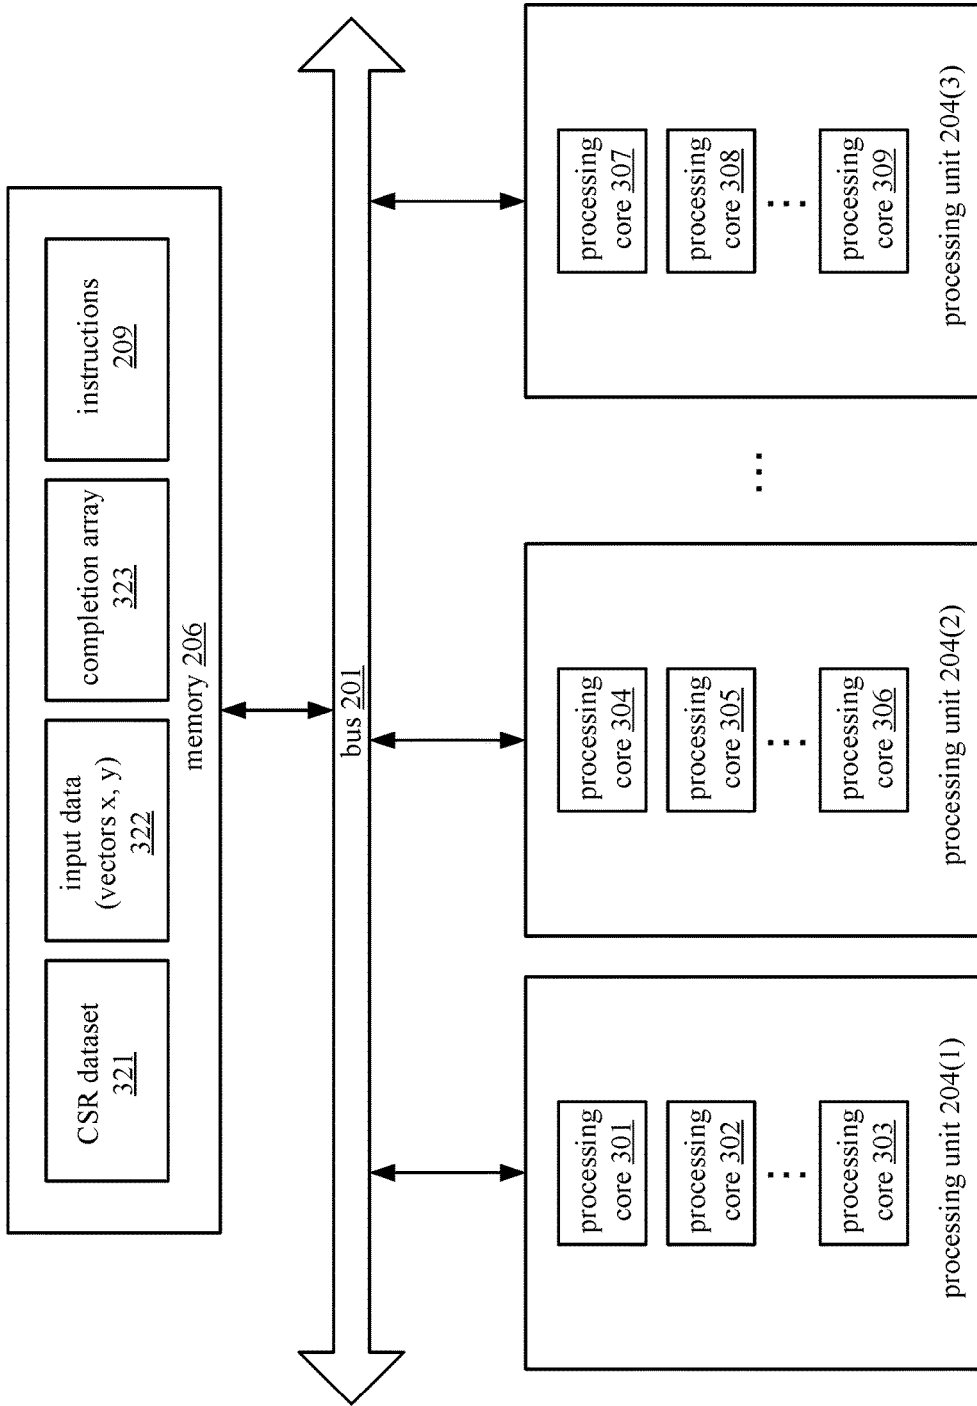 CSR dataset
321
input data
(vectors x, y)
322
completion array
323
instructions
209
memory 206
bus 201
processing
core 301
processing
core 302
...
processing
core 303
processing unit 204(1)
processing
core 304
processing
core 305
...
processing
core 306
processing unit 204(2)
...
processing
core 307
processing
core 308
...
processing
core 309
processing unit 204(3)